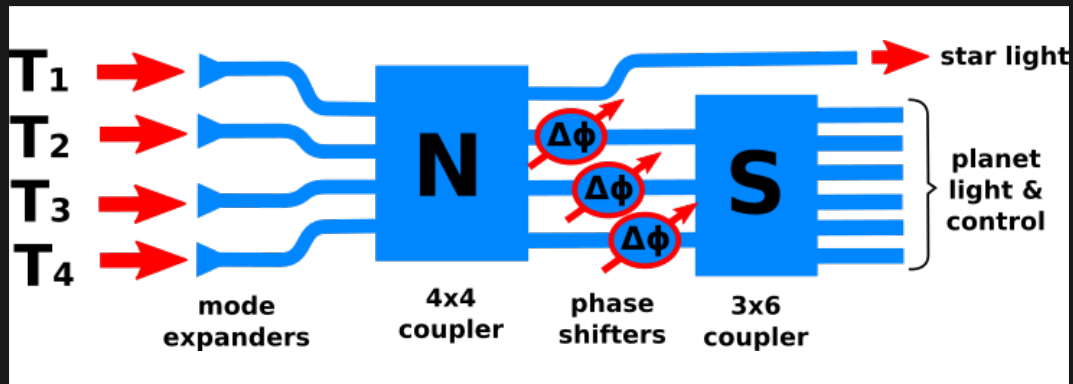 T1
T2
T3
T4
N
Δϕ
Δϕ
Δϕ
S
star light
planet
light &
control
mode
expanders
4x4
coupler
phase
shifters
3x6
coupler